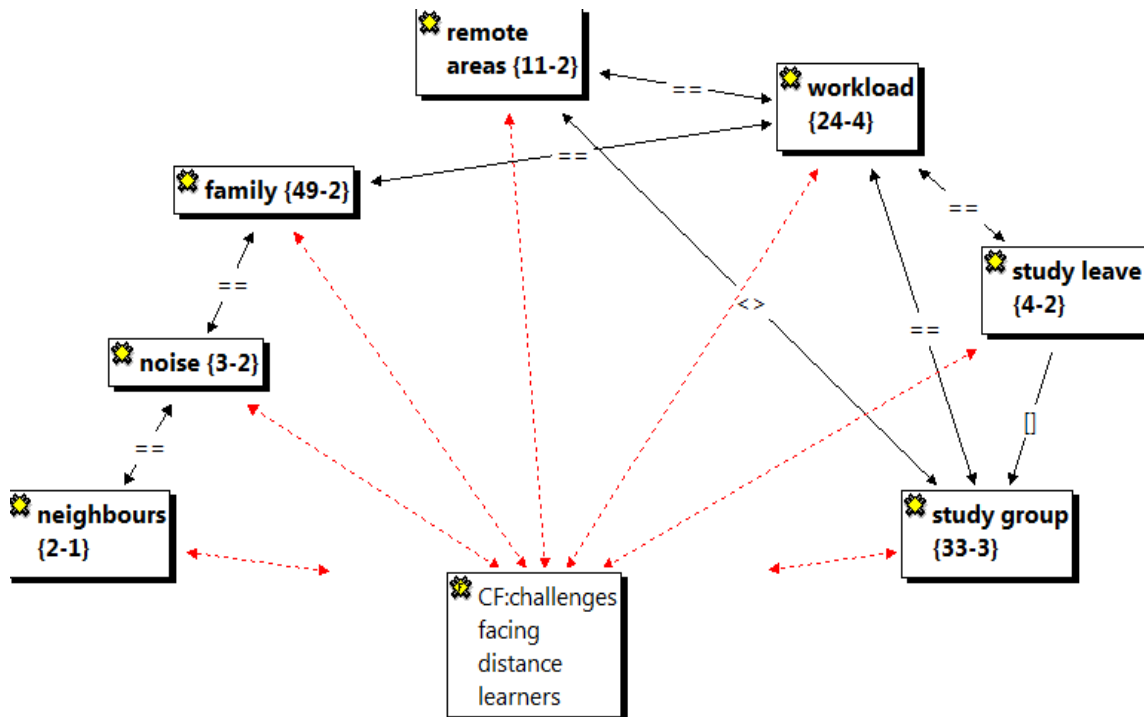 remote
areas {11-2}
==
workload
{24-4}
==
family {49-2}
==
study leave
{4-2}
==
<>
==
noise {3-2}
[]
==
neighbours
{2-1}
study group
{33-3}
CF:challenges
facing
distance
learners